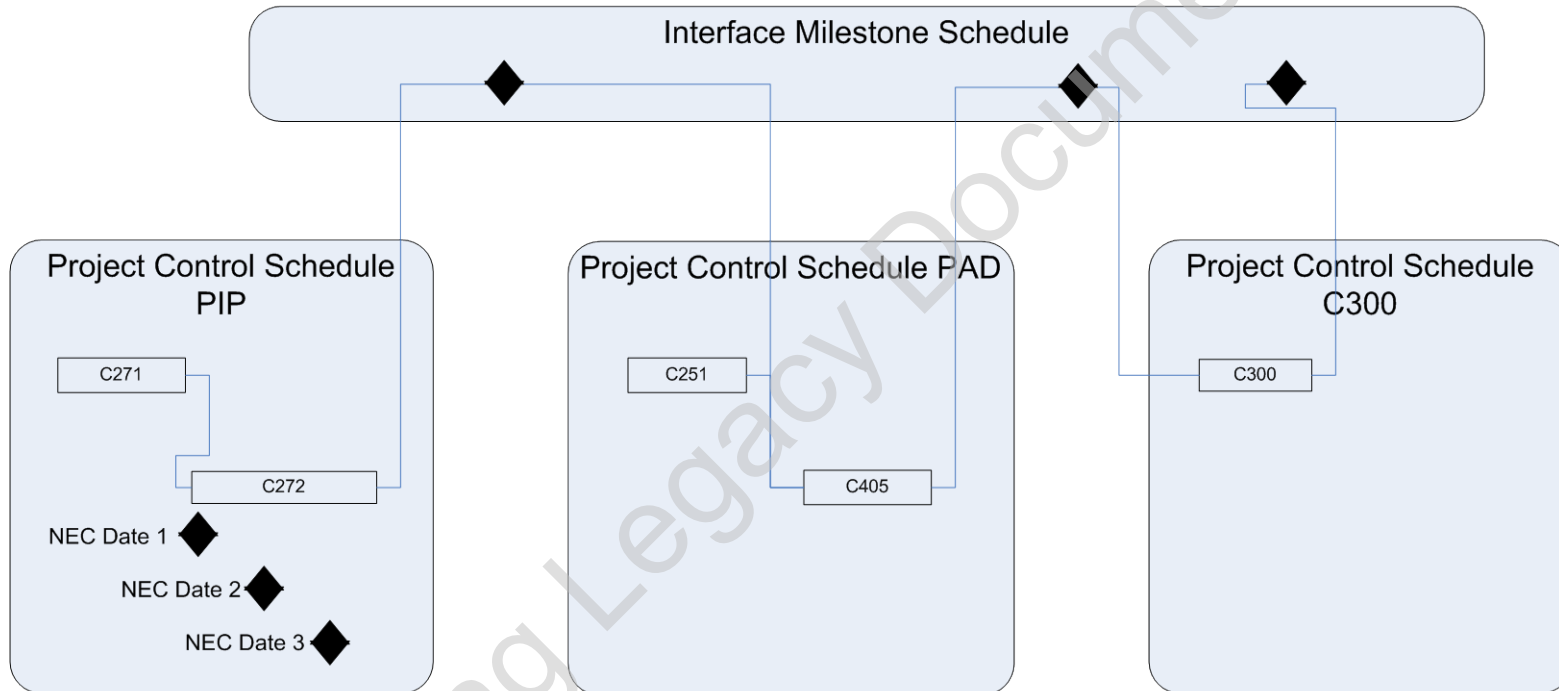 Interface Milestone Schedule
Project Control Schedule
PIP
C271
C272
NEC Date 1
NEC Date 2
NEC Date 3
Project Control Schedule PAD
C251
C405
Project Control Schedule
C300
C300
Legacy